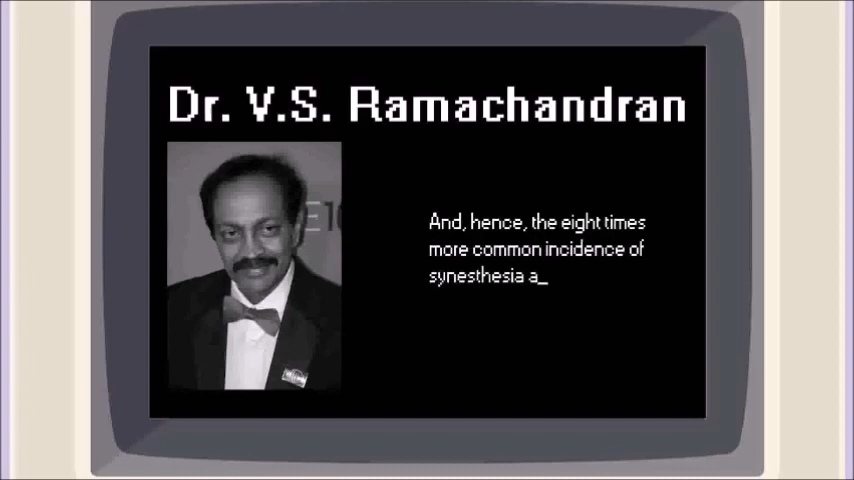 Dr. V.S. Ramachandran
And, hence, the eight times
more common incidence of
synesthesia a_